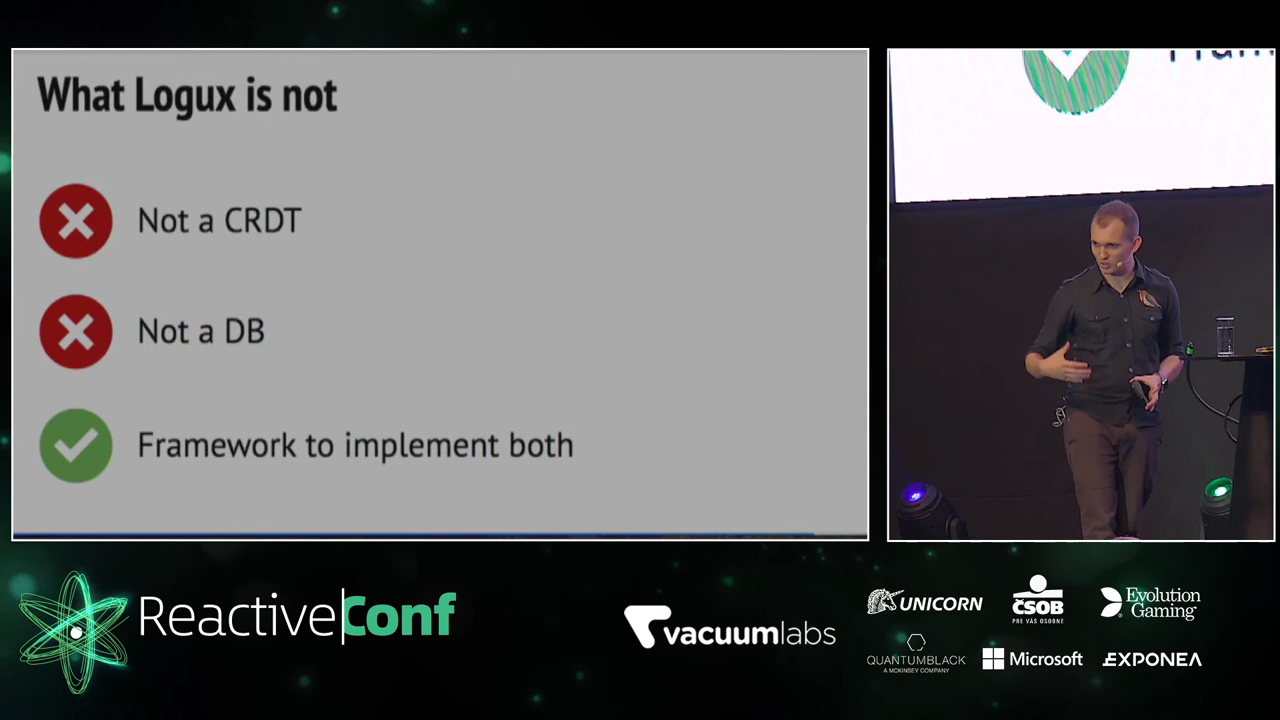 What Logux is not
Not a CRDT
Not a DB
Framework to implement both
ReactiveConf
vacuumlabs
UNICORN
ČSOB
PRE VÁS OSOBNE
Evolution
Gaming
QUANTUMBLACK
A MCKINSEY COMPANY
Microsoft
EXPONEA